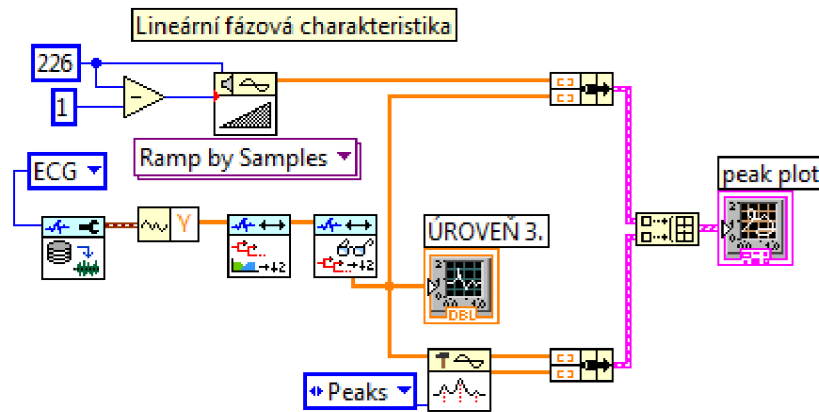 Lineární fázová charakteristika
226
1
Ramp by Samples
ECG
Y
peak plot
ÚROVEŇ 3.
DBL
Peaks